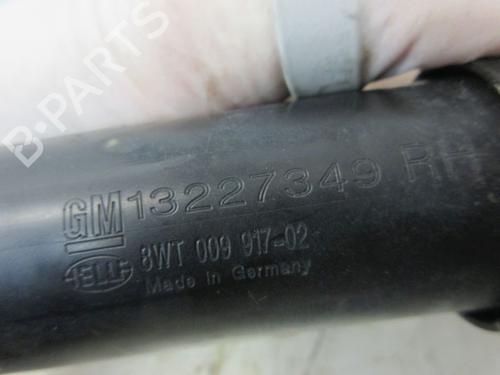 B-PARTS
GM 13227349 RH
HELLA 8WT 009 917-02
Made in Germany